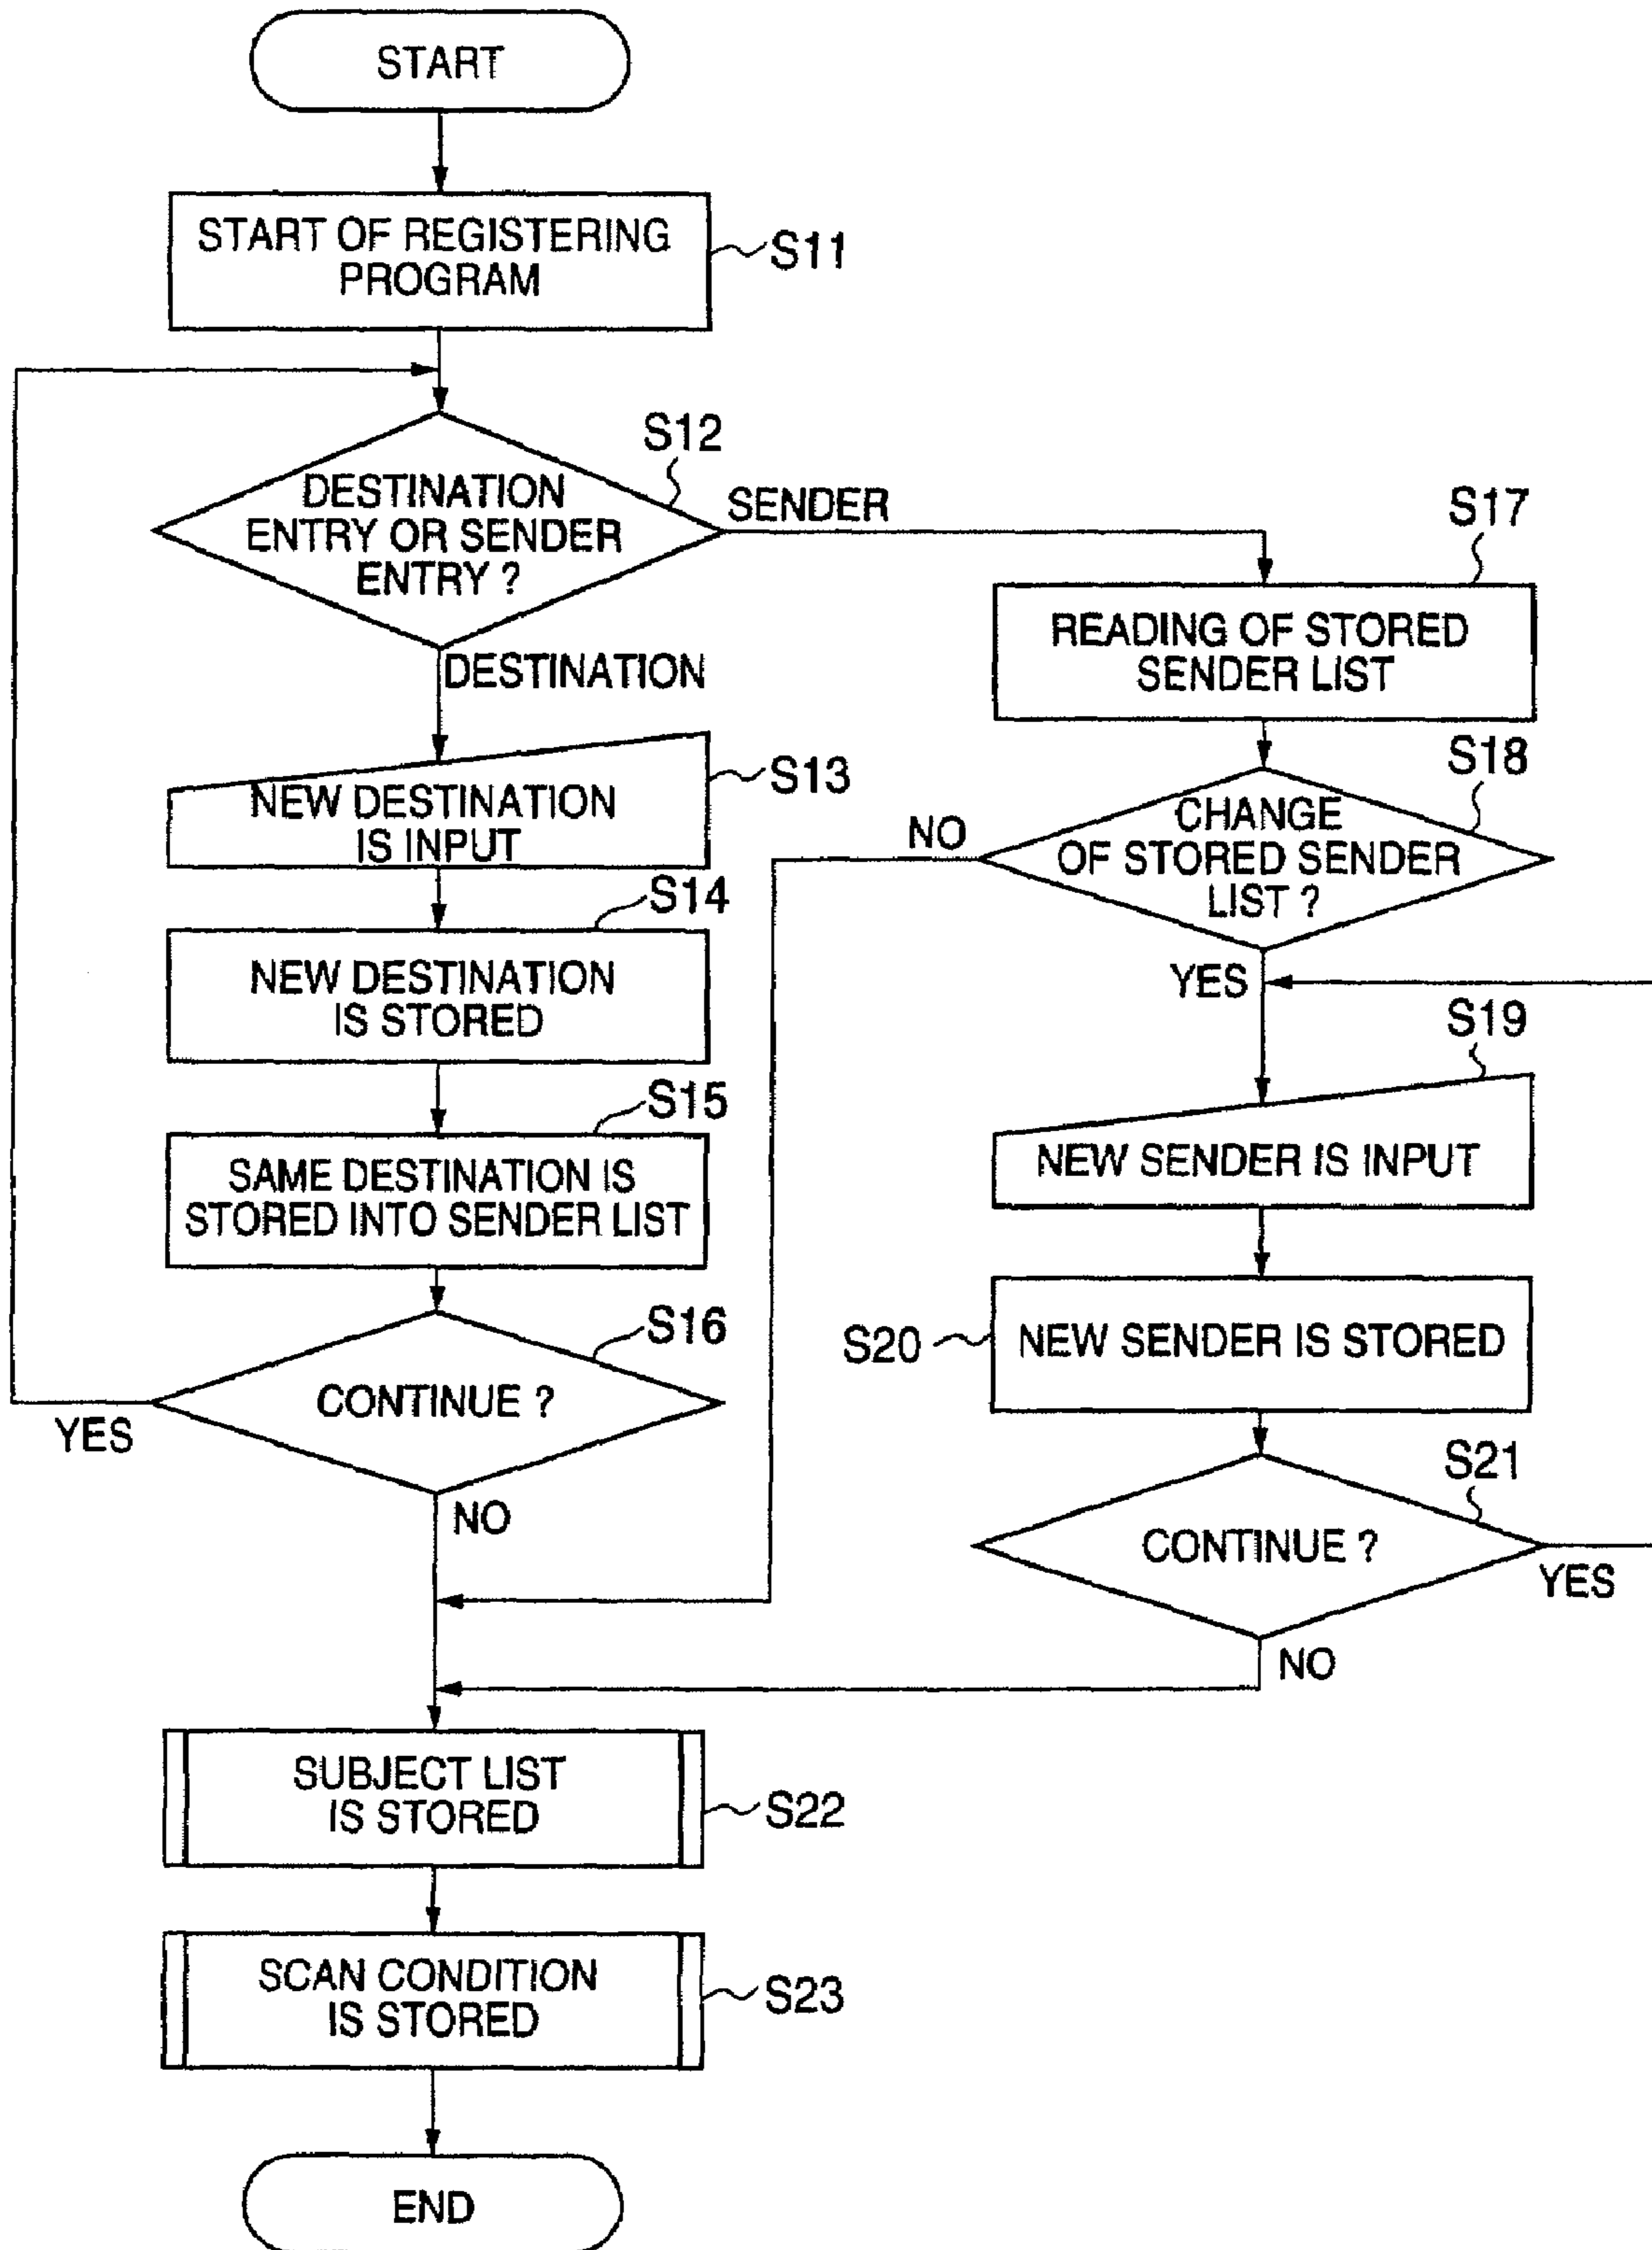 START
START OF REGISTERING
PROGRAM
S11
S12
DESTINATION
ENTRY OR SENDER
ENTRY ?
SENDER
DESTINATION
S13
NEW DESTINATION
IS INPUT
S14
NEW DESTINATION
IS STORED
S15
SAME DESTINATION IS
STORED INTO SENDER LIST
S16
CONTINUE ?
YES
NO
S17
READING OF STORED
SENDER LIST
S18
CHANGE
OF STORED SENDER
LIST ?
NO
YES
S19
NEW SENDER IS INPUT
S20
NEW SENDER IS STORED
S21
CONTINUE ?
YES
NO
SUBJECT LIST
IS STORED
S22
SCAN CONDITION
IS STORED
S23
END